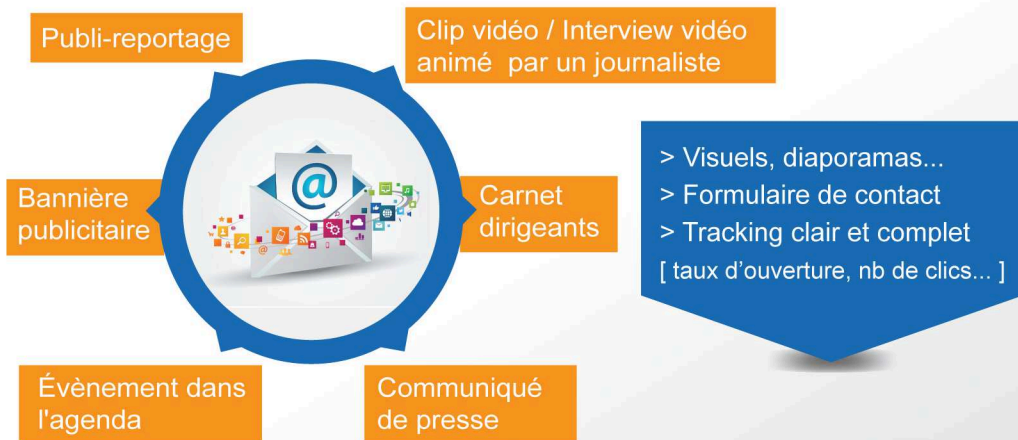 Publi-reportage
Clip vidéo / Interview vidéo
animé par un journaliste
Bannière
publicitaire
@
Carnet
dirigeants
Évènement dans
l'agenda
Communiqué
de presse
> Visuels, diaporamas...
> Formulaire de contact
> Tracking clair et complet
[ taux d'ouverture, nb de clics... ]